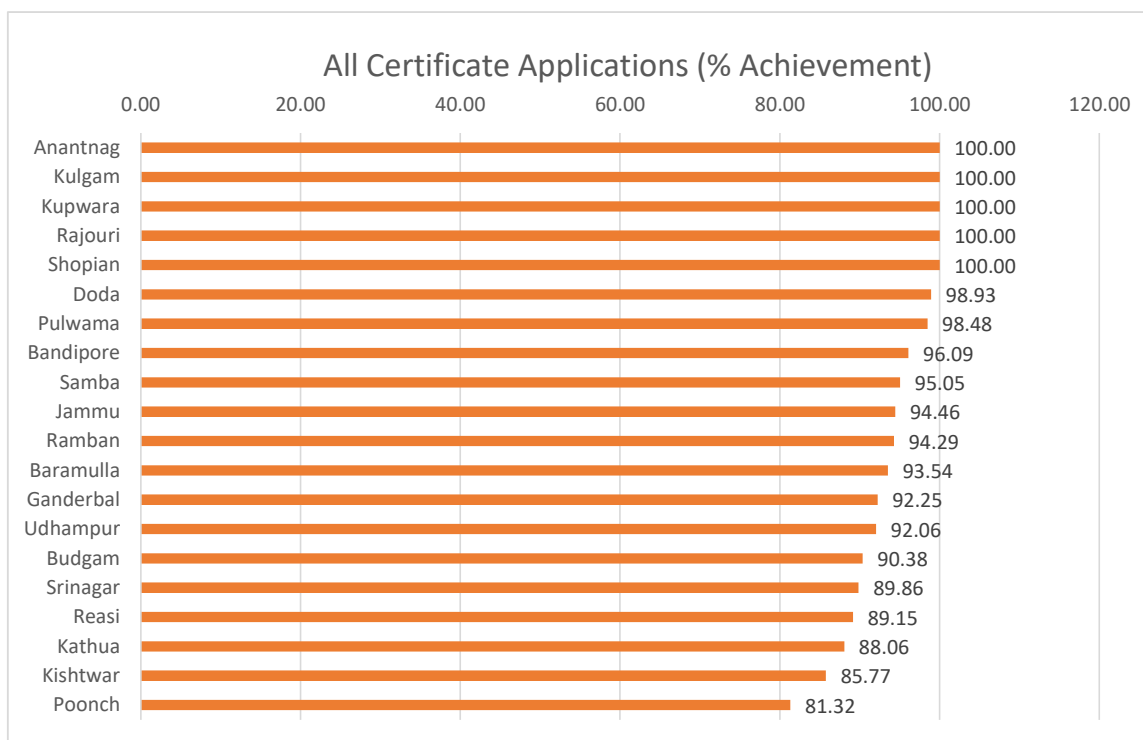 All Certificate Applications (% Achievement)
0.00 20.00 40.00 60.00 80.00 100.00 120.00
Anantnag 100.00
Kulgam 100.00
Kupwara 100.00
Rajouri 100.00
Shopian 100.00
Doda 98.93
Pulwama 98.48
Bandipore 96.09
Samba 95.05
Jammu 94.46
Ramban 94.29
Baramulla 93.54
Ganderbal 92.25
Udhampur 92.06
Budgam 90.38
Srinagar 89.86
Reasi 89.15
Kathua 88.06
Kishtwar 85.77
Poonch 81.32